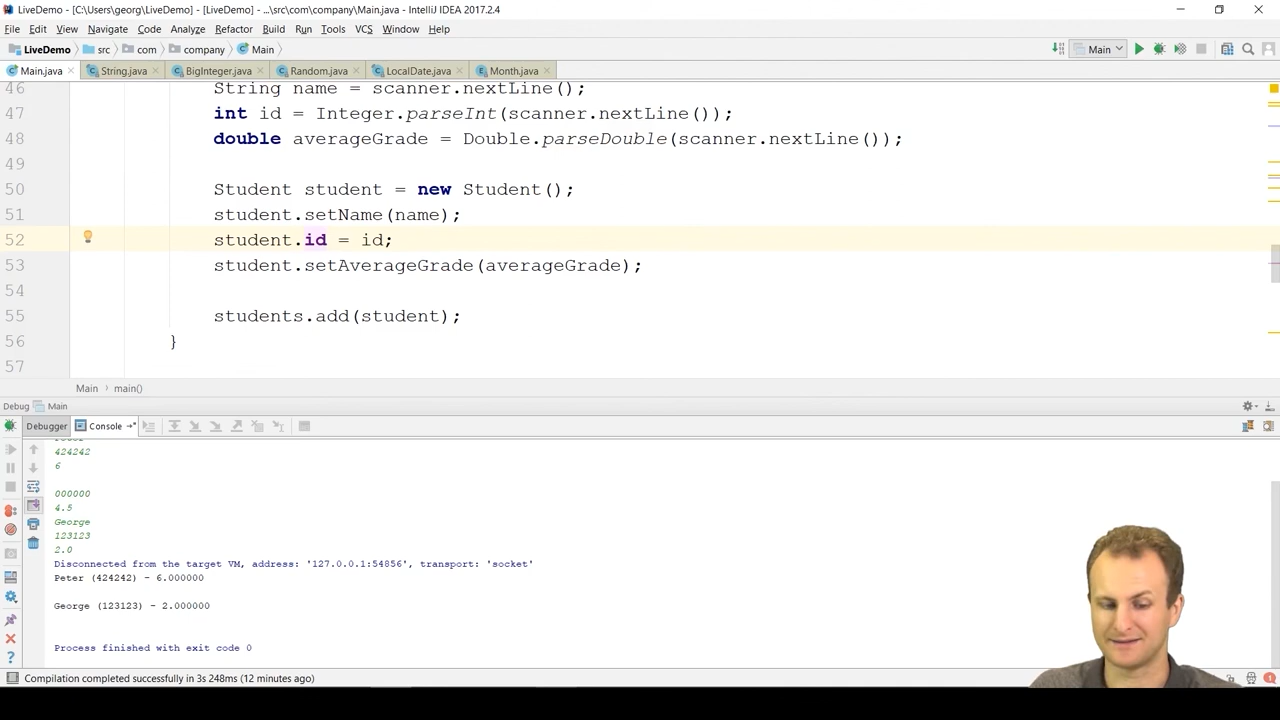 LiveDemo - [C:\Users\georg\LiveDemo] - [LiveDemo] - ...\src\com\company\Main.java - IntelliJ IDEA 2017.2.4
File Edit View Navigate Code Analyze Refactor Build Run Tools VCS Window Help
LiveDemo src com company Main Main
Main.java String.java BigInteger.java Random.java LocalDate.java Month.java
46 String name = scanner.nextLine();
47 int id = Integer.parseInt(scanner.nextLine());
48 double averageGrade = Double.parseDouble(scanner.nextLine());
49
50 Student student = new Student();
51 student.setName(name);
52 student.id = id;
53 student.setAverageGrade(averageGrade);
54
55 students.add(student);
56 }
57
Main main()
Debug Main
Debugger Console
424242
6
000000
4.5
George
123123
2.0
Disconnected from the target VM, address: '127.0.0.1:54856', transport: 'socket'
Peter (424242) - 6.000000
George (123123) - 2.000000
Process finished with exit code 0
Compilation completed successfully in 3s 248ms (12 minutes ago) 1